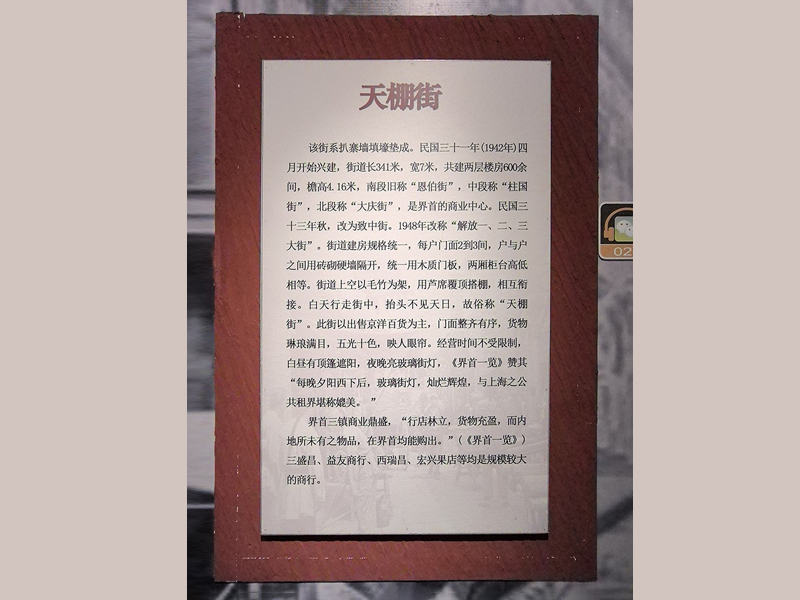 天棚街
该街系扒寨墙填壕垫成。民国三十一年(1942年)四
月开始兴建，街道长341米，宽7米，共建两层楼房600余
间，檐高4.16米，南段旧称“恩伯街”，中段称“柱国
街”，北段称“大庆街”，是界首的商业中心。民国三
十三年秋，改为致中街。1948年改称“解放一、二、三
大街”。街道建房规格统一，每户门面2到3间，户与户
之间用砖砌硬墙隔开，统一用木质门板，两厢柜台高低
相等。街道上空以毛竹为架，用芦席覆顶搭棚，相互衔
接。白天行走街中，抬头不见天日，故俗称“天棚
街”。此街以出售京洋百货为主，门面整齐有序，货物
琳琅满目，五光十色，映人眼帘。经营时间不受限制，
白昼有顶篷遮阳，夜晚亮玻璃街灯，《界首一览》赞其
“每晚夕阳西下后，玻璃街灯，灿烂辉煌，与上海之公
共租界堪称媲美。”
界首三镇商业鼎盛，“行店林立，货物充盈，而内
地所未有之物品，在界首均能购出。”(《界首一览》)
三盛昌、益友商行、西瑞昌、宏兴果店等均是规模较大
的商行。
02